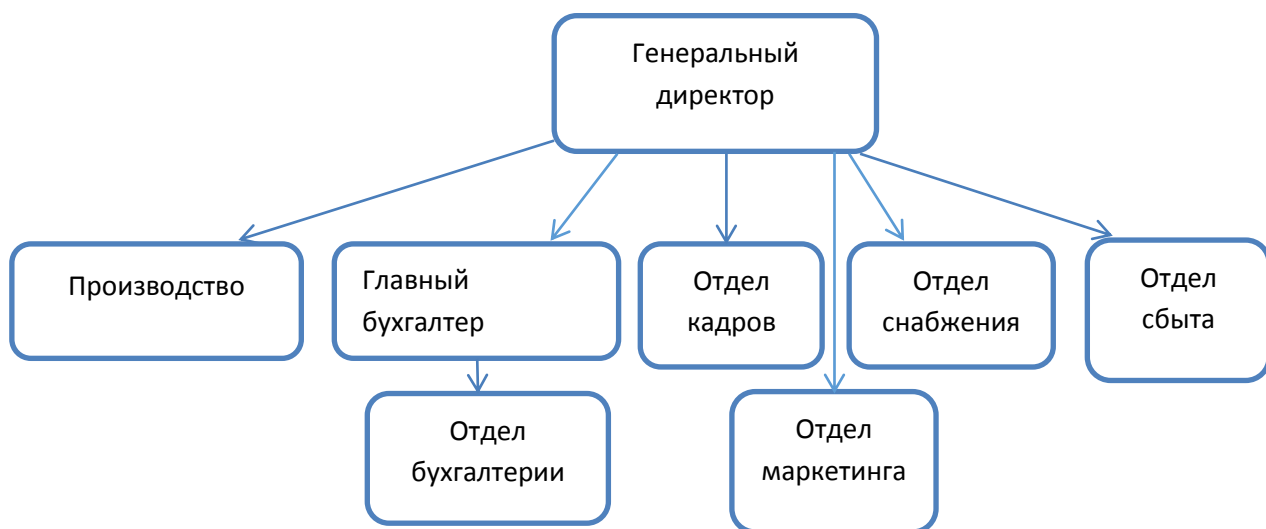 Генеральный
директор
Производство
Главный
бухгалтер
Отдел
кадров
Отдел
снабжения
Отдел
сбыта
Отдел
бухгалтерии
Отдел
маркетинга